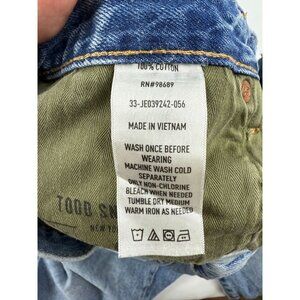 100% COTTON
RN#98689
33-JE039242-056
MADE IN VIETNAM
WASH ONCE BEFORE
WEARING
MACHINE WASH COLD
SEPARATELY
ONLY NON-CHLORINE
BLEACH WHEN NEEDED
TUMBLE DRY MEDIUM
WARM IRON AS NEEDED
TODD
NEW